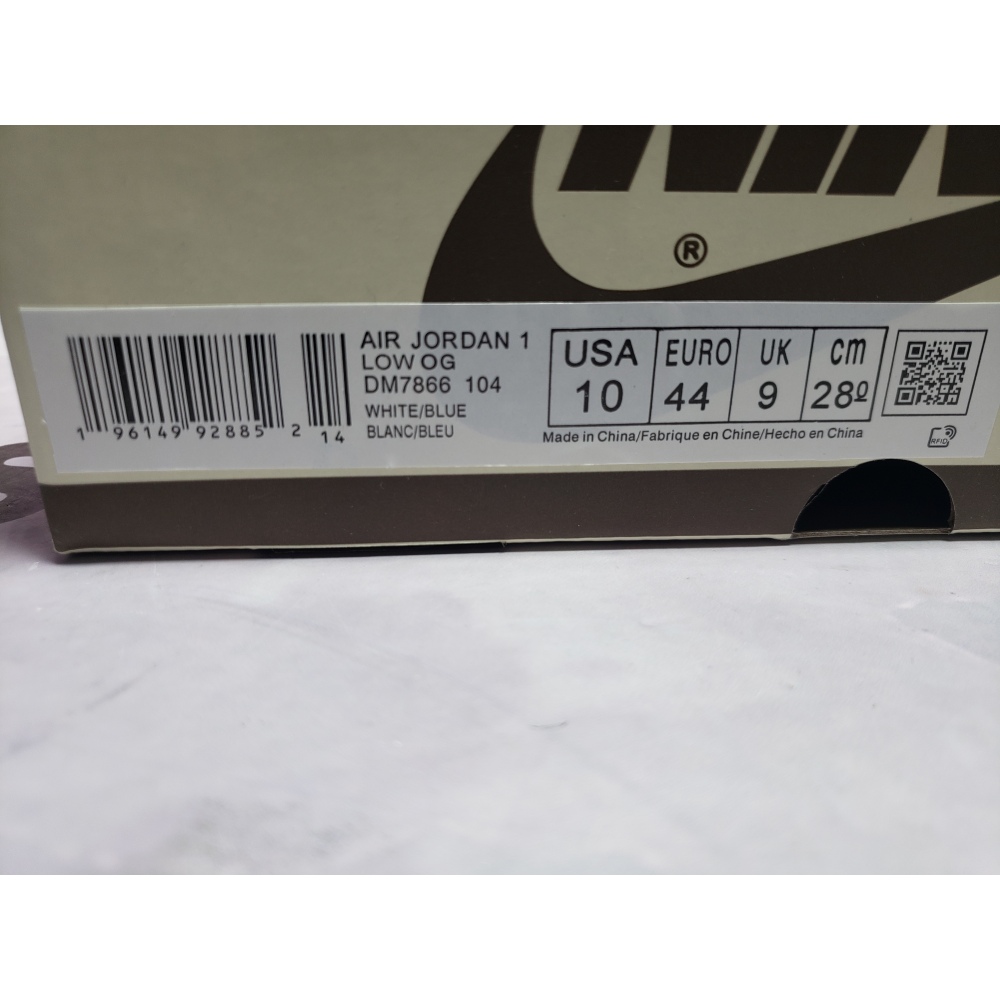 ®
AIR JORDAN 1
LOW OG
DM7866 104
WHITE/BLUE
BLANC/BLEU
1 96149 92885 2 14
USA EURO UK cm
10 44 9 28º
Made in China/Fabrique en Chine/Hecho en China
RFID